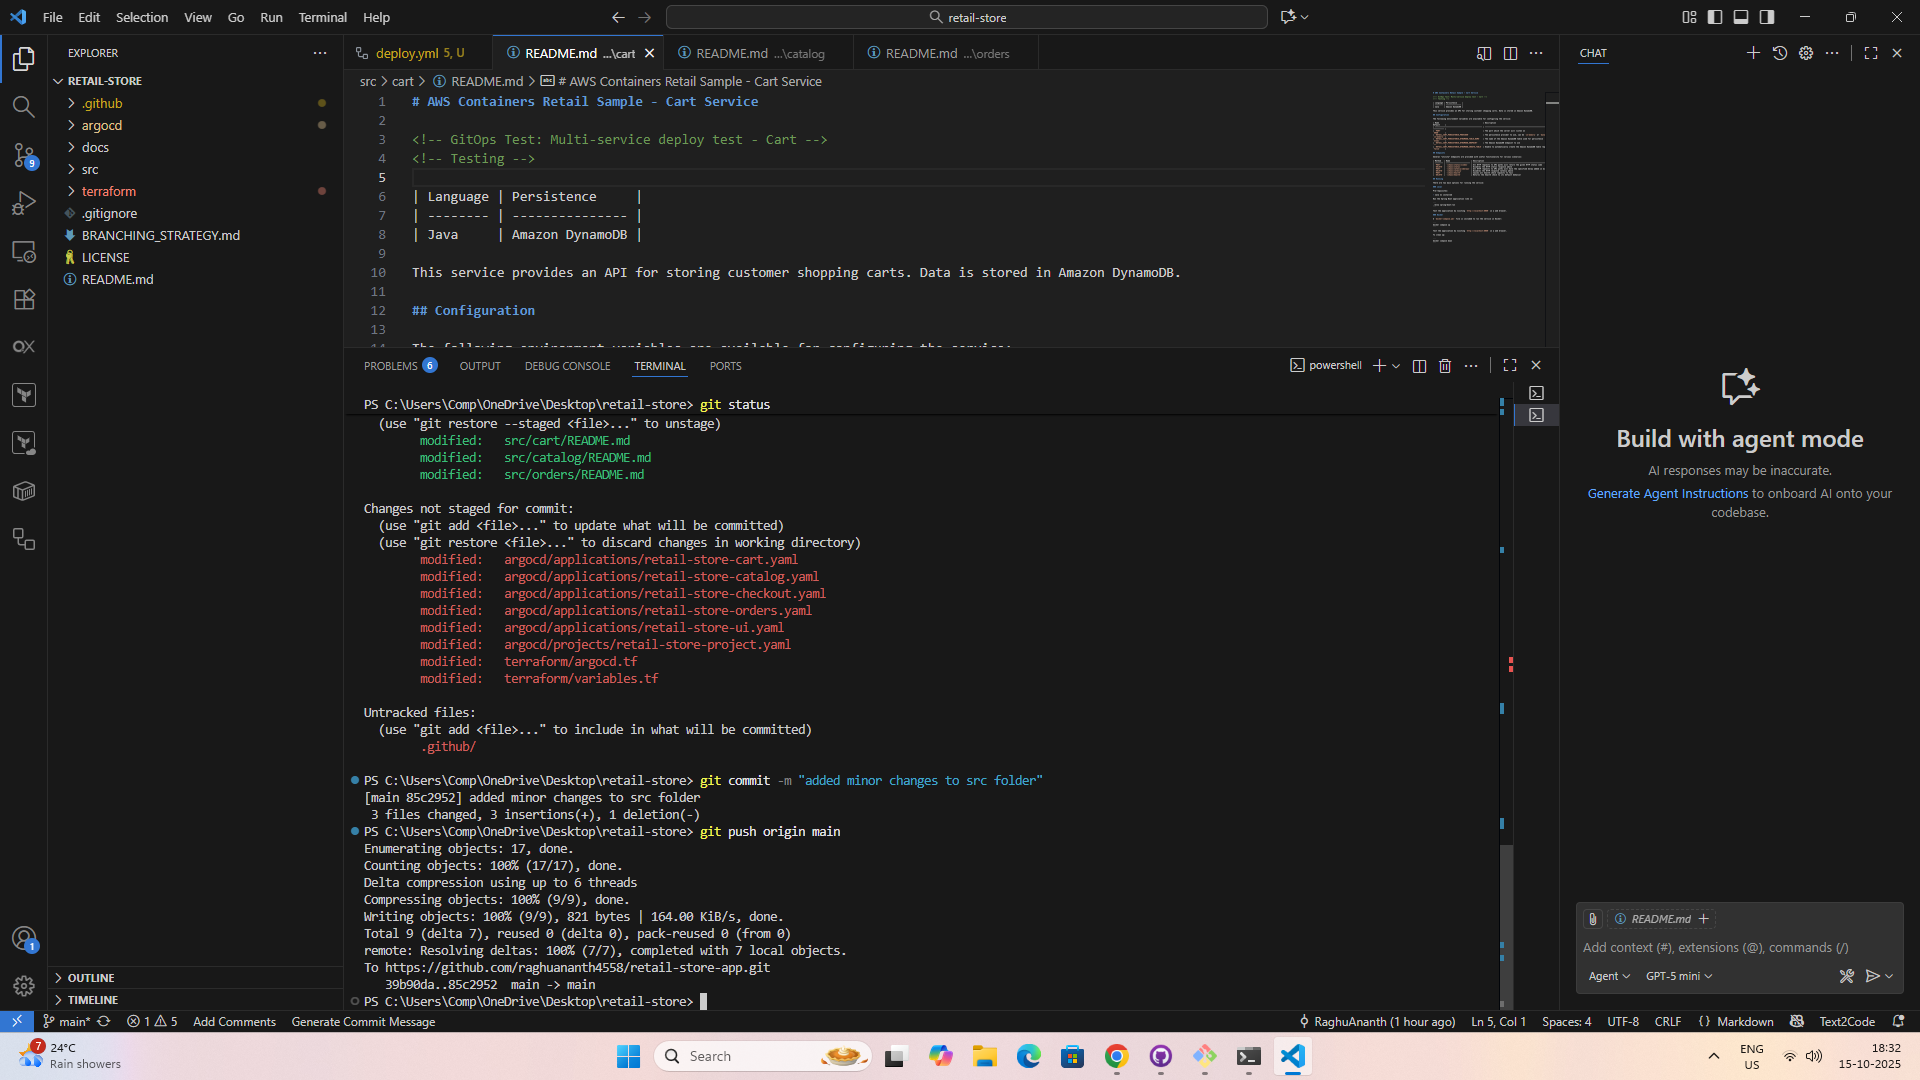 File Edit Selection View Go Run Terminal Help
retail-store
EXPLORER
RETAIL-STORE
.github
argocd
docs
src
terraform
.gitignore
BRANCHING_STRATEGY.md
LICENSE
README.md
OUTLINE
TIMELINE
9
1
deploy.yml 5, U
README.md ...\cart
README.md ...\catalog
README.md ...\orders
src > cart > README.md > # AWS Containers Retail Sample - Cart Service
1 # AWS Containers Retail Sample - Cart Service
2
3 <!-- GitOps Test: Multi-service deploy test - Cart -->
4 <!-- Testing -->
5
6 | Language | Persistence     |
7 | -------- | --------------- |
8 | Java     | Amazon DynamoDB |
9
10 This service provides an API for storing customer shopping carts. Data is stored in Amazon DynamoDB.
11
12 ## Configuration
13
14 The following environment variables are available for configuring the service:
PROBLEMS 6 OUTPUT DEBUG CONSOLE TERMINAL PORTS
powershell
PS C:\Users\Comp\OneDrive\Desktop\retail-store> git status
(use "git restore --staged <file>..." to unstage)
modified:   src/cart/README.md
modified:   src/catalog/README.md
modified:   src/orders/README.md
Changes not staged for commit:
(use "git add <file>..." to update what will be committed)
(use "git restore <file>..." to discard changes in working directory)
modified:   argocd/applications/retail-store-cart.yaml
modified:   argocd/applications/retail-store-catalog.yaml
modified:   argocd/applications/retail-store-checkout.yaml
modified:   argocd/applications/retail-store-orders.yaml
modified:   argocd/applications/retail-store-ui.yaml
modified:   argocd/projects/retail-store-project.yaml
modified:   terraform/argocd.tf
modified:   terraform/variables.tf
Untracked files:
(use "git add <file>..." to include in what will be committed)
.github/
PS C:\Users\Comp\OneDrive\Desktop\retail-store> git commit -m "added minor changes to src folder"
[main 85c2952] added minor changes to src folder
3 files changed, 3 insertions(+), 1 deletion(-)
PS C:\Users\Comp\OneDrive\Desktop\retail-store> git push origin main
Enumerating objects: 17, done.
Counting objects: 100% (17/17), done.
Delta compression using up to 6 threads
Compressing objects: 100% (9/9), done.
Writing objects: 100% (9/9), 821 bytes | 164.00 KiB/s, done.
Total 9 (delta 7), reused 0 (delta 0), pack-reused 0 (from 0)
remote: Resolving deltas: 100% (7/7), completed with 7 local objects.
To https://github.com/raghuananth4558/retail-store-app.git
39b90da..85c2952  main -> main
PS C:\Users\Comp\OneDrive\Desktop\retail-store>
CHAT
Build with agent mode
AI responses may be inaccurate.
Generate Agent Instructions to onboard AI onto your
codebase.
README.md
Add context (#), extensions (@), commands (/)
Agent GPT-5 mini
main* 1 5 Add Comments Generate Commit Message
RaghuAnanth (1 hour ago) Ln 5, Col 1 Spaces: 4 UTF-8 CRLF {} Markdown Text2Code
7
24°C
Rain showers
Search
ENG
US
18:32
15-10-2025